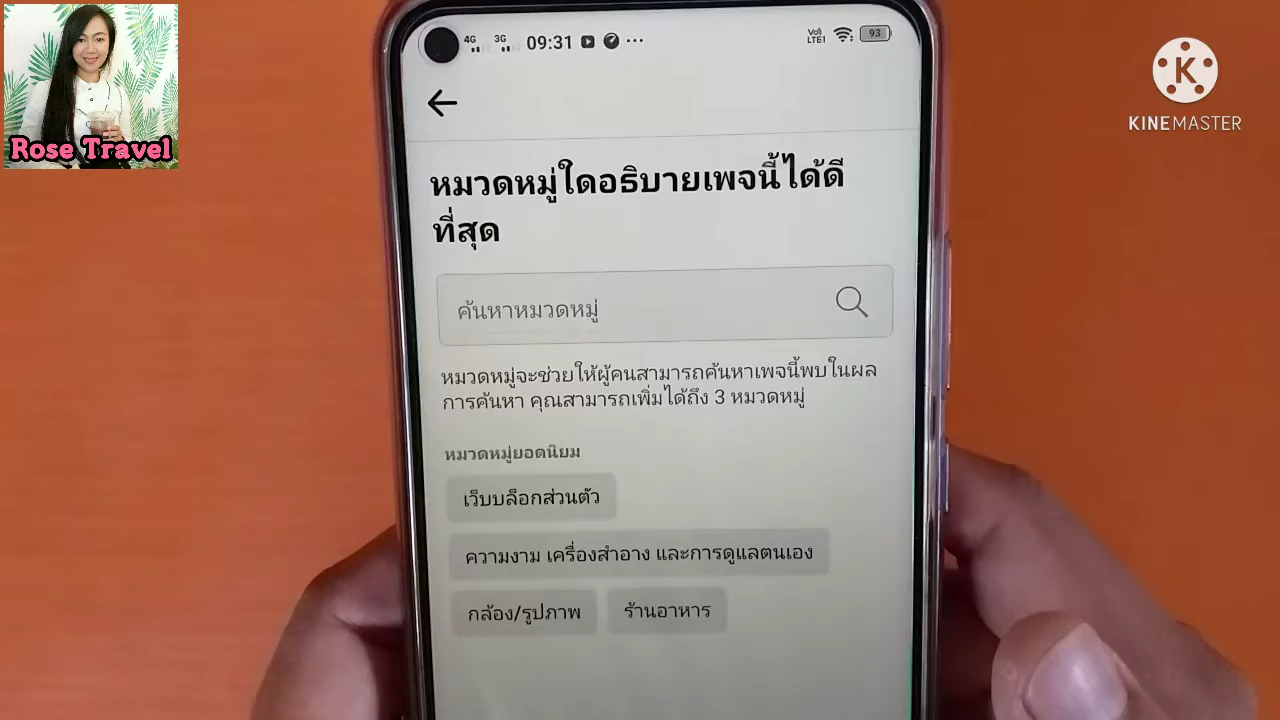 Rose Travel
4G 3G 09:31
Vo) LTE1 93
KINEMASTER
หมวดหมู่ใดอธิบายเพจนี้ได้ดี
ที่สุด
ค้นหาหมวดหมู่
หมวดหมู่จะช่วยให้ผู้คนสามารถค้นหาเพจนี้พบในผล
การค้นหา คุณสามารถเพิ่มได้ถึง 3 หมวดหมู่
หมวดหมู่ยอดนิยม
เว็บบล็อกส่วนตัว
ความงาม เครื่องสำอาง และการดูแลตนเอง
กล้อง/รูปภาพ ร้านอาหาร